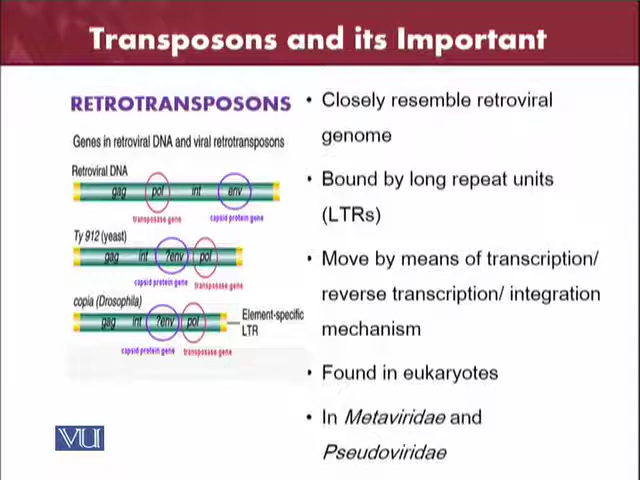 Transposons and its Important
RETROTRANSPOSONS
Genes in retroviral DNA and viral retrotransposons
Retroviral DNA
gag pol int env
transposase gene capsid protein gene
Ty 912 (yeast)
gag int ?env pol
capsid protein gene transposase gene
copia (Drosophila)
gag int ?env pol
Element-specific
LTR
capsid protein gene transposase gene
• Closely resemble retroviral
genome
• Bound by long repeat units
(LTRs)
• Move by means of transcription/
reverse transcription/ integration
mechanism
• Found in eukaryotes
• In Metaviridae and
Pseudoviridae
VU